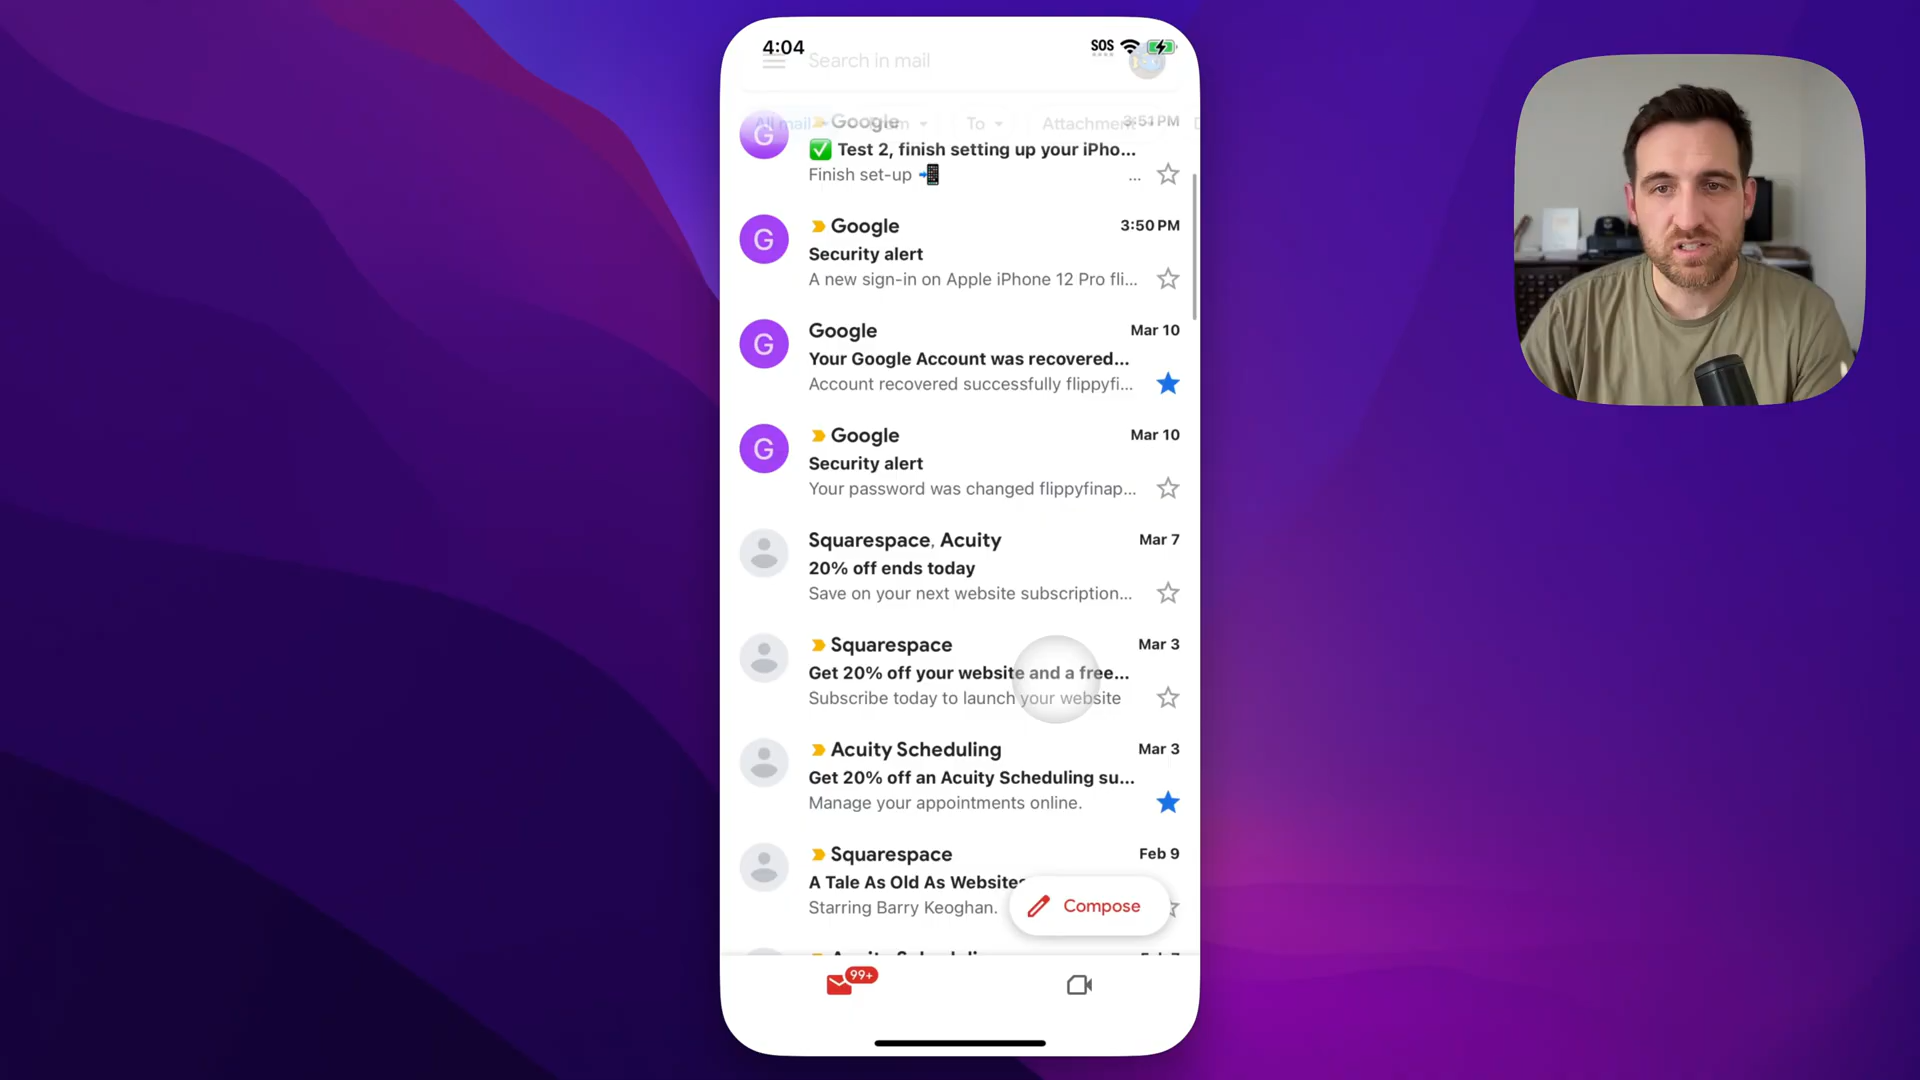 4:04
SOS
Search in mail
All mail
To
Attachment
G
Google
3:51 PM
✅ Test 2, finish setting up your iPho...
Finish set-up 📲
...
G
Google
3:50 PM
Security alert
A new sign-in on Apple iPhone 12 Pro fli...
G
Google
Mar 10
Your Google Account was recovered...
Account recovered successfully flippyfi...
G
Google
Mar 10
Security alert
Your password was changed flippyfinap...
Squarespace, Acuity
Mar 7
20% off ends today
Save on your next website subscription...
Squarespace
Mar 3
Get 20% off your website and a free...
Subscribe today to launch your website
Acuity Scheduling
Mar 3
Get 20% off an Acuity Scheduling su...
Manage your appointments online.
Squarespace
Feb 9
A Tale As Old As Websites
Starring Barry Keoghan.
Compose
99+